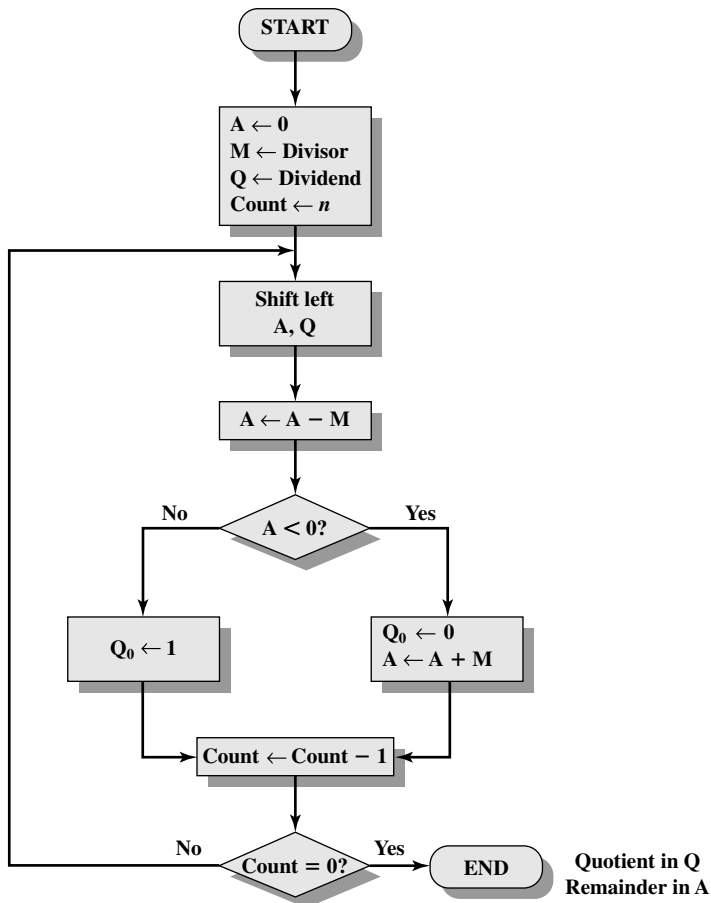 START
A ← 0
M ← Divisor
Q ← Dividend
Count ← n
Shift left
A, Q
A ← A − M
No
A < 0?
Yes
Q₀ ← 1
Q₀ ← 0
A ← A + M
Count ← Count − 1
No
Count = 0?
Yes
END
Quotient in Q
Remainder in A